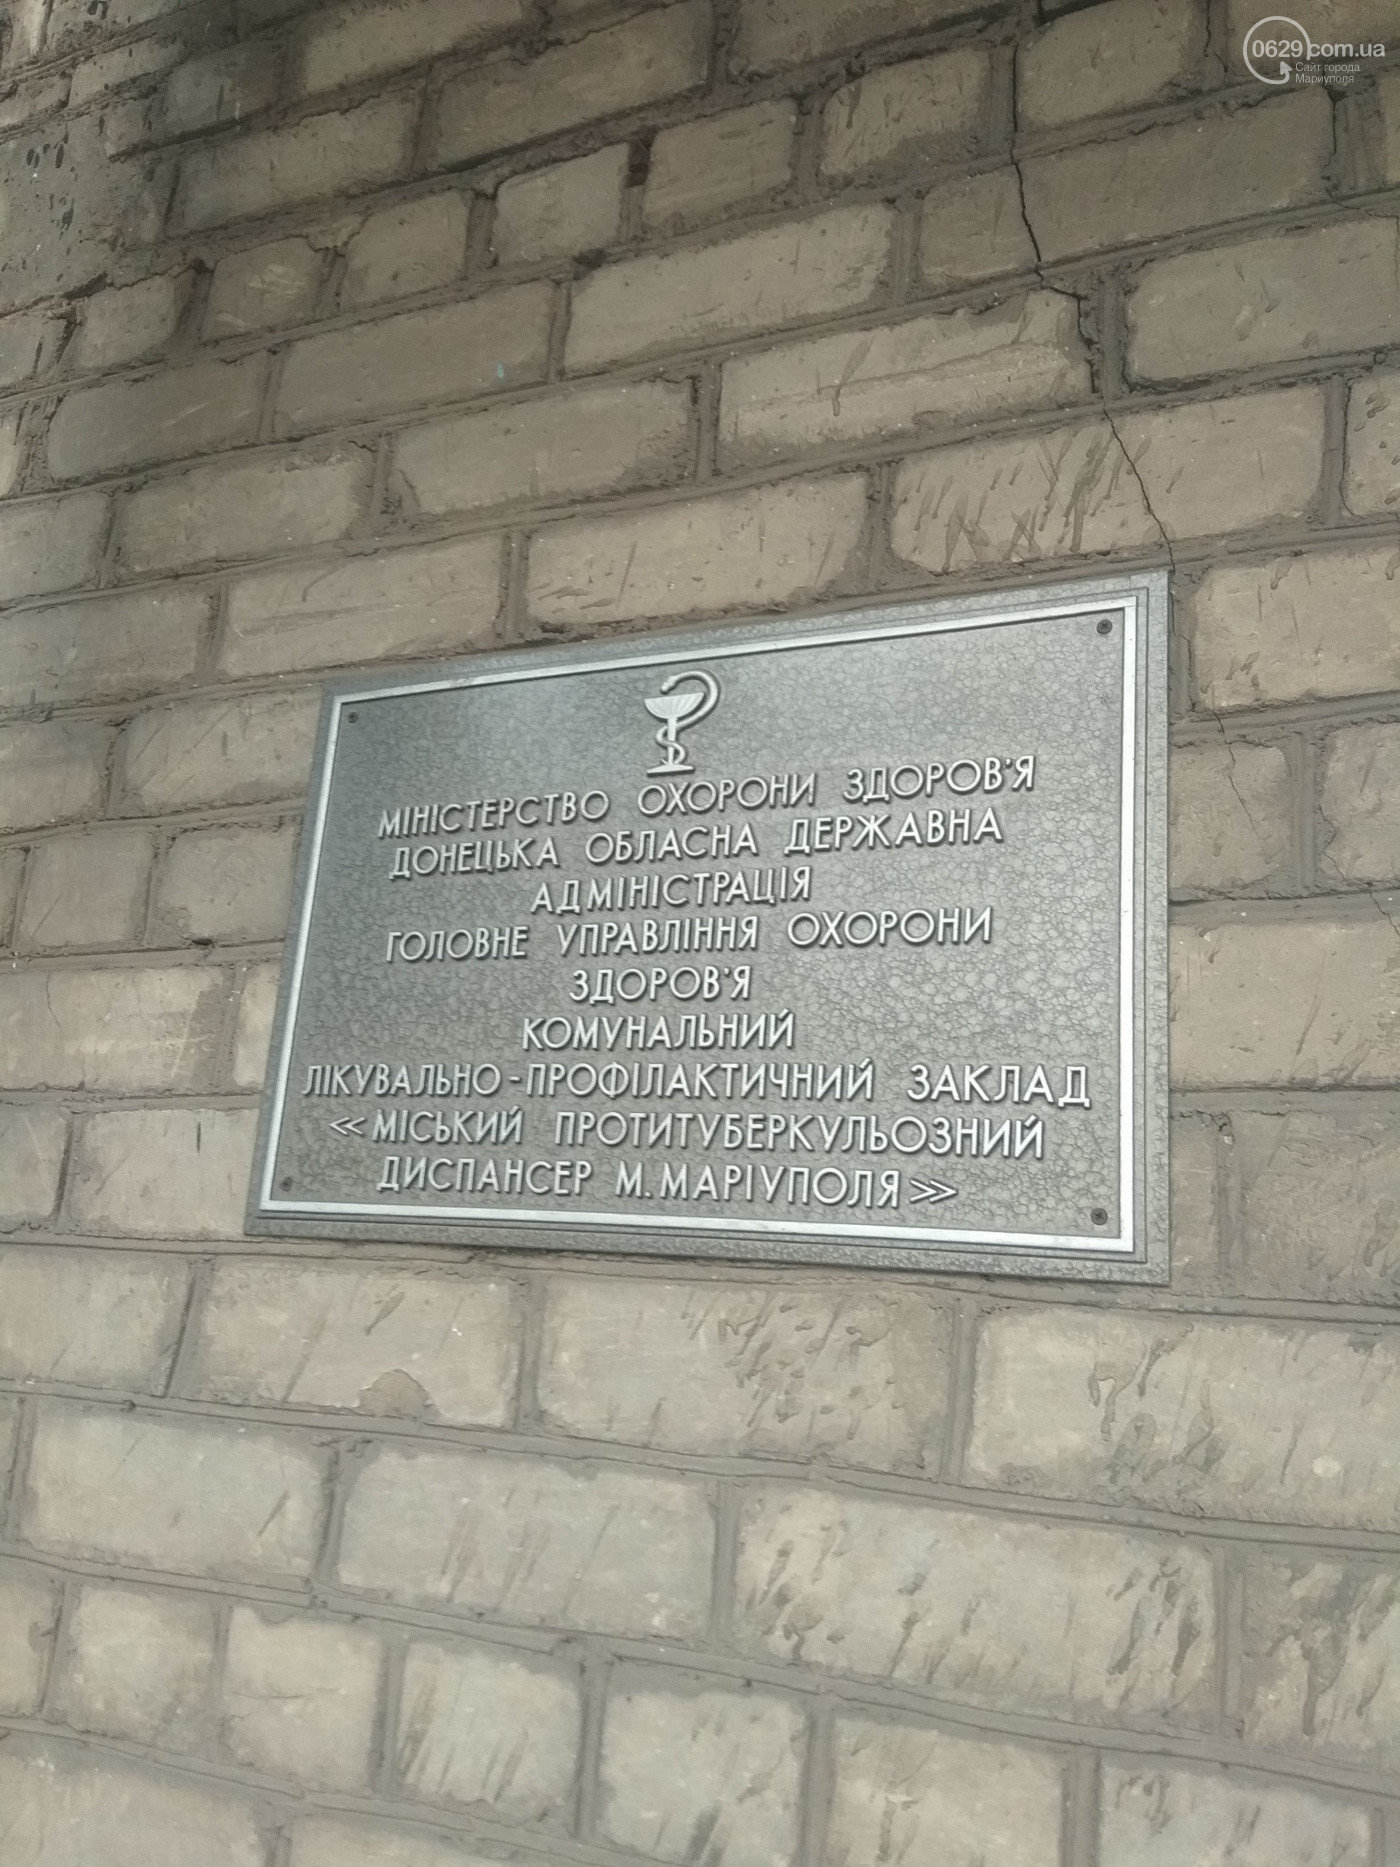 0629.com.ua
Сайт города
Мариуполя
МІНІСТЕРСТВО ОХОРОНИ ЗДОРОВ'Я
ДОНЕЦЬКА ОБЛАСНА ДЕРЖАВНА
АДМІНІСТРАЦІЯ
ГОЛОВНЕ УПРАВЛІННЯ ОХОРОНИ
ЗДОРОВ'Я
КОМУНАЛЬНИЙ
ЛІКУВАЛЬНО-ПРОФІЛАКТИЧНИЙ ЗАКЛАД
«МІСЬКИЙ ПРОТИТУБЕРКУЛЬОЗНИЙ
ДИСПАНСЕР М.МАРІУПОЛЯ»